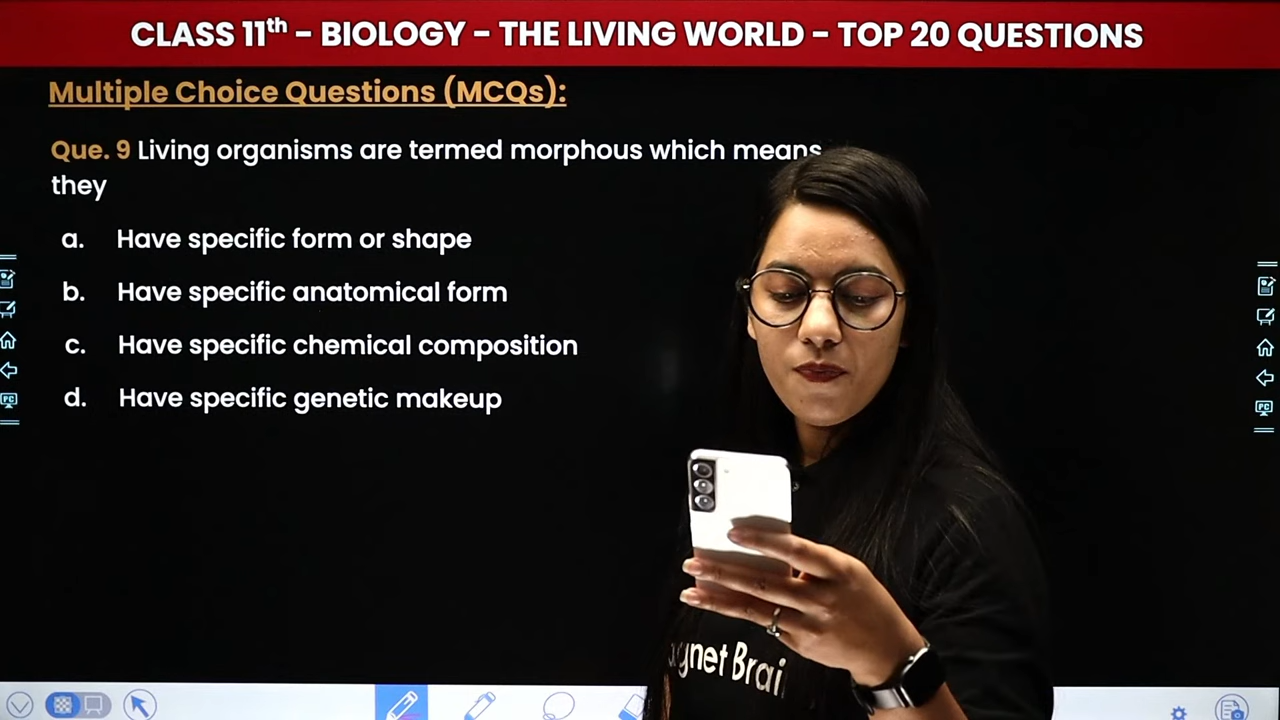 CLASS 11th - BIOLOGY - THE LIVING WORLD - TOP 20 QUESTIONS
Multiple Choice Questions (MCQs):
Que. 9 Living organisms are termed morphous which means
they
a. Have specific form or shape
b. Have specific anatomical form
c. Have specific chemical composition
d. Have specific genetic makeup
PC
PC
gnet Brai